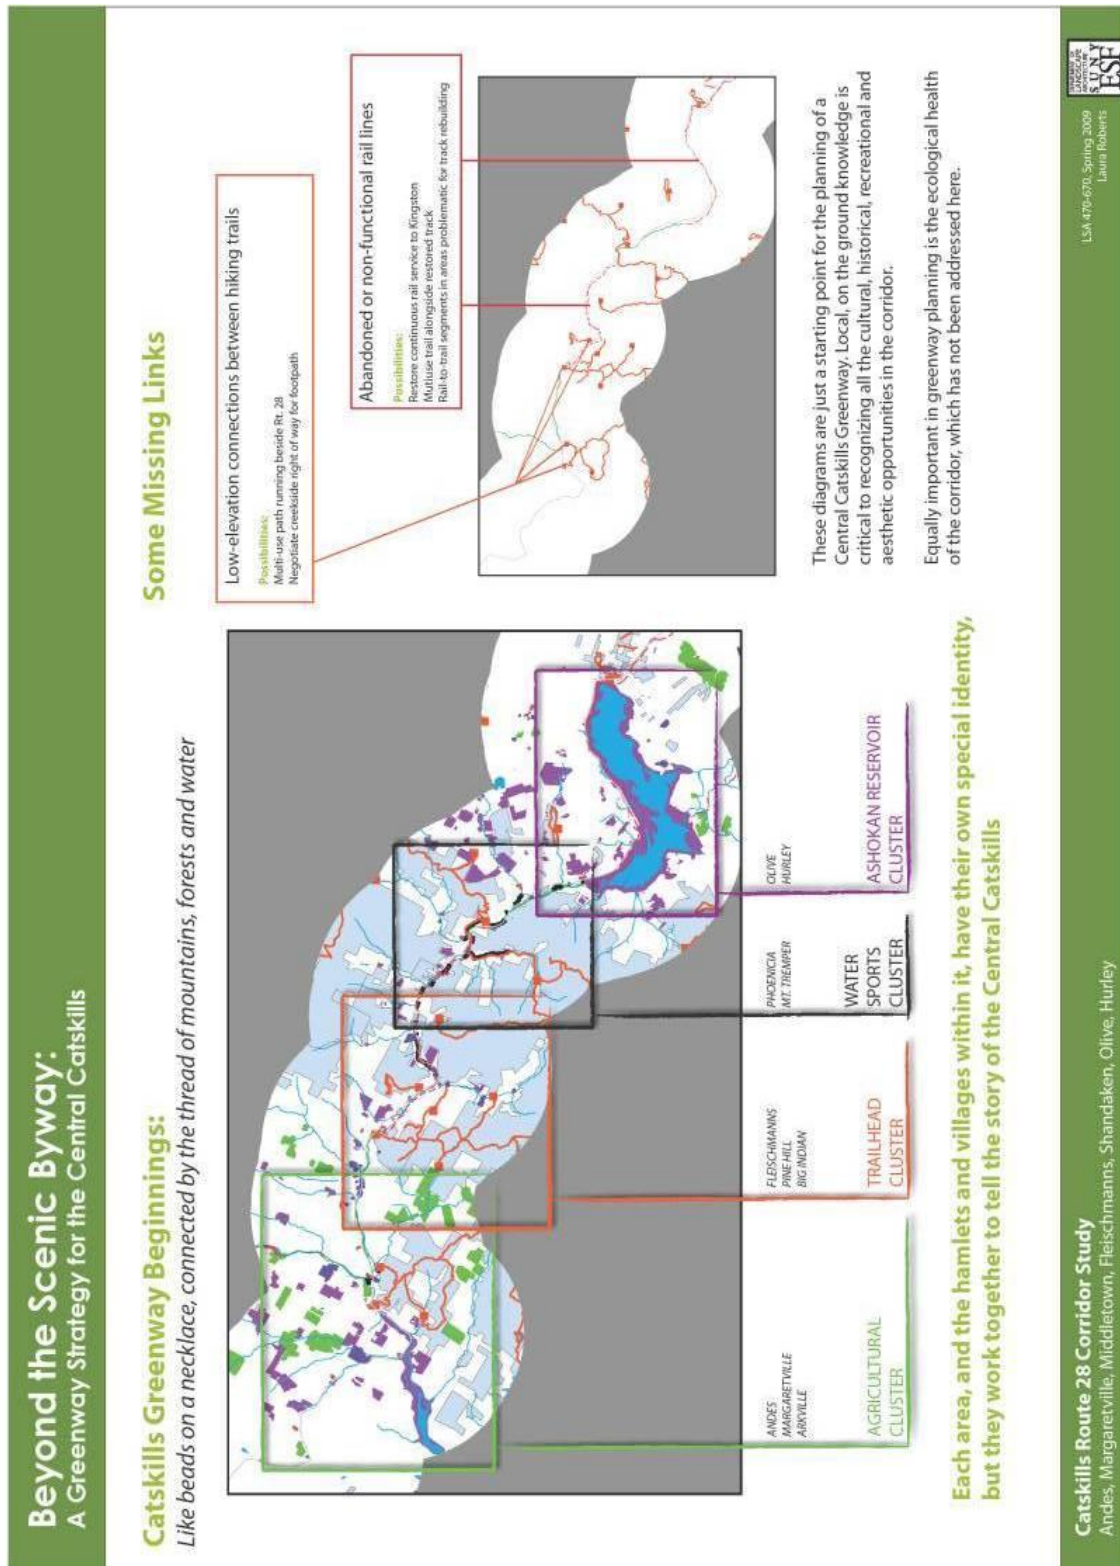 Beyond the Scenic Byway:
A Greenway Strategy for the Central Catskills
Catskills Greenway Beginnings:
Like beads on a necklace, connected by the thread of mountains, forests and water
ANDES
MARGARETVILLE
ARKVILLE
AGRICULTURAL
CLUSTER
FLEISCHMANNS
PINE HILL
BIG INDIAN
TRAILHEAD
CLUSTER
PHOENICIA
MT. TREMPER
WATER
SPORTS
CLUSTER
OLIVE
HURLEY
ASHOKAN RESERVOIR
CLUSTER
Each area, and the hamlets and villages within it, have their own special identity,
but they work together to tell the story of the Central Catskills
Some Missing Links
Low-elevation connections between hiking trails
Possibilities:
Multi-use path running beside Rt. 28
Negotiate creekside right of way for footpath
Abandoned or non-functional rail lines
Possibilities:
Restore continuous rail service to Kingston
Mutiuse trail alongside restored track
Rail-to-trail segments in areas problematic for track rebuilding
These diagrams are just a starting point for the planning of a
Central Catskills Greenway. Local, on the ground knowledge is
critical to recognizing all the cultural, historical, recreational and
aesthetic opportunities in the corridor.
Equally important in greenway planning is the ecological health
of the corridor, which has not been addressed here.
Catskills Route 28 Corridor Study
Andes, Margaretville, Middletown, Fleischmanns, Shandaken, Olive, Hurley
LSA 470-670, Spring 2009
Laura Roberts
DEPARTMENT OF
LANDSCAPE
ARCHITECTURE
SUNY
ESF